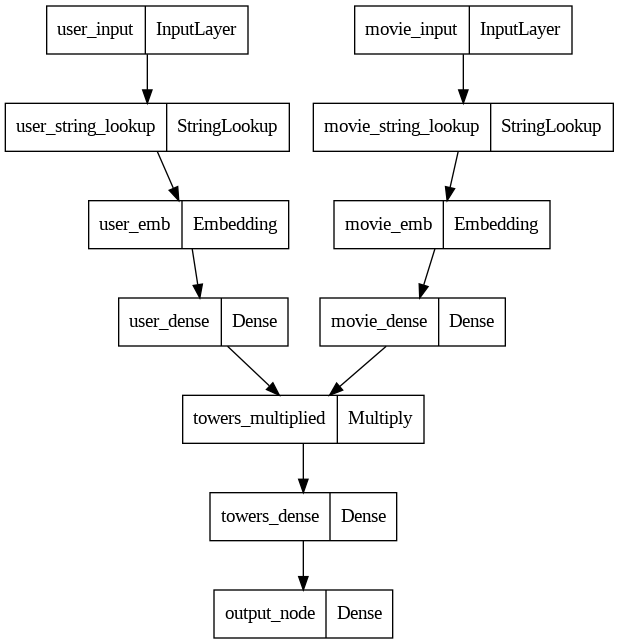 user_input InputLayer
movie_input InputLayer
user_string_lookup StringLookup
movie_string_lookup StringLookup
user_emb Embedding
movie_emb Embedding
user_dense Dense
movie_dense Dense
towers_multiplied Multiply
towers_dense Dense
output_node Dense